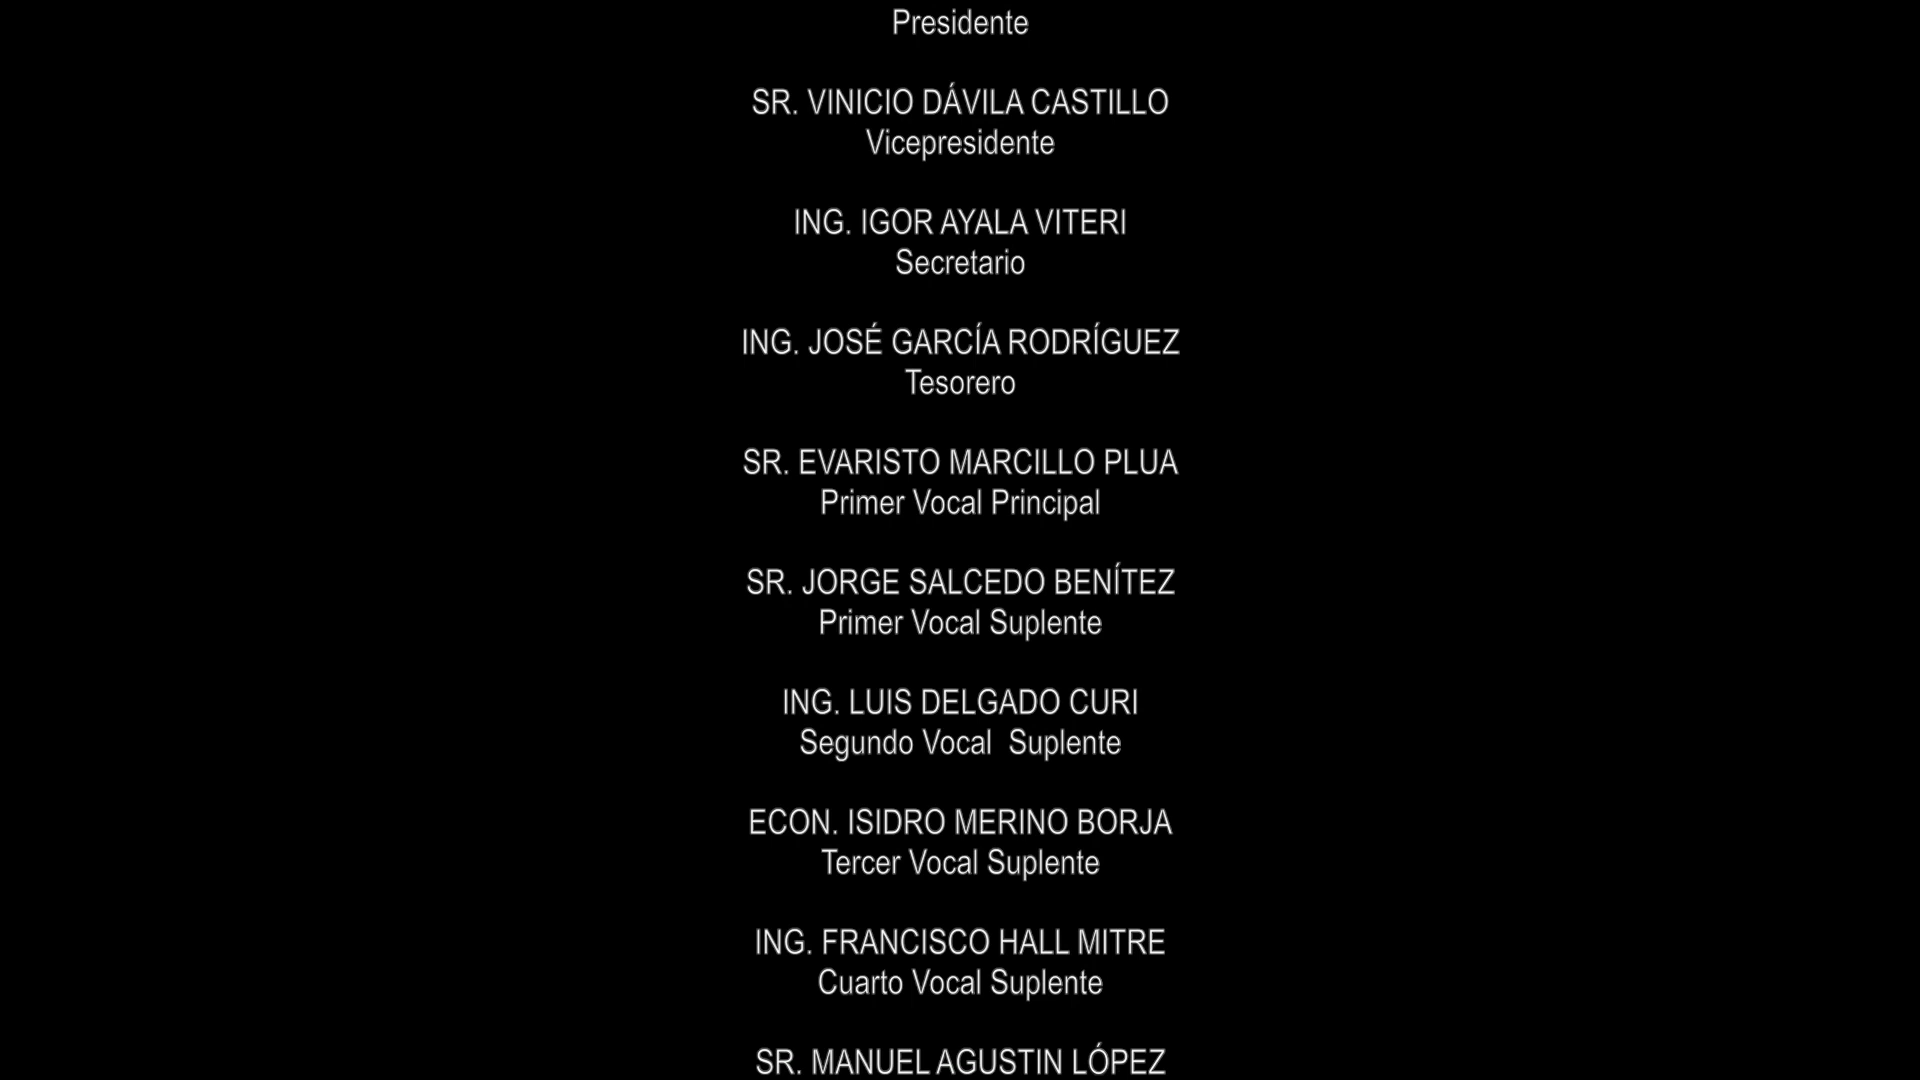 Presidente
SR. VINICIO DÁVILA CASTILLO
Vicepresidente
ING. IGOR AYALA VITERI
Secretario
ING. JOSÉ GARCÍA RODRÍGUEZ
Tesorero
SR. EVARISTO MARCILLO PLUA
Primer Vocal Principal
SR. JORGE SALCEDO BENÍTEZ
Primer Vocal Suplente
ING. LUIS DELGADO CURI
Segundo Vocal  Suplente
ECON. ISIDRO MERINO BORJA
Tercer Vocal Suplente
ING. FRANCISCO HALL MITRE
Cuarto Vocal Suplente
SR. MANUEL AGUSTIN LÓPEZ